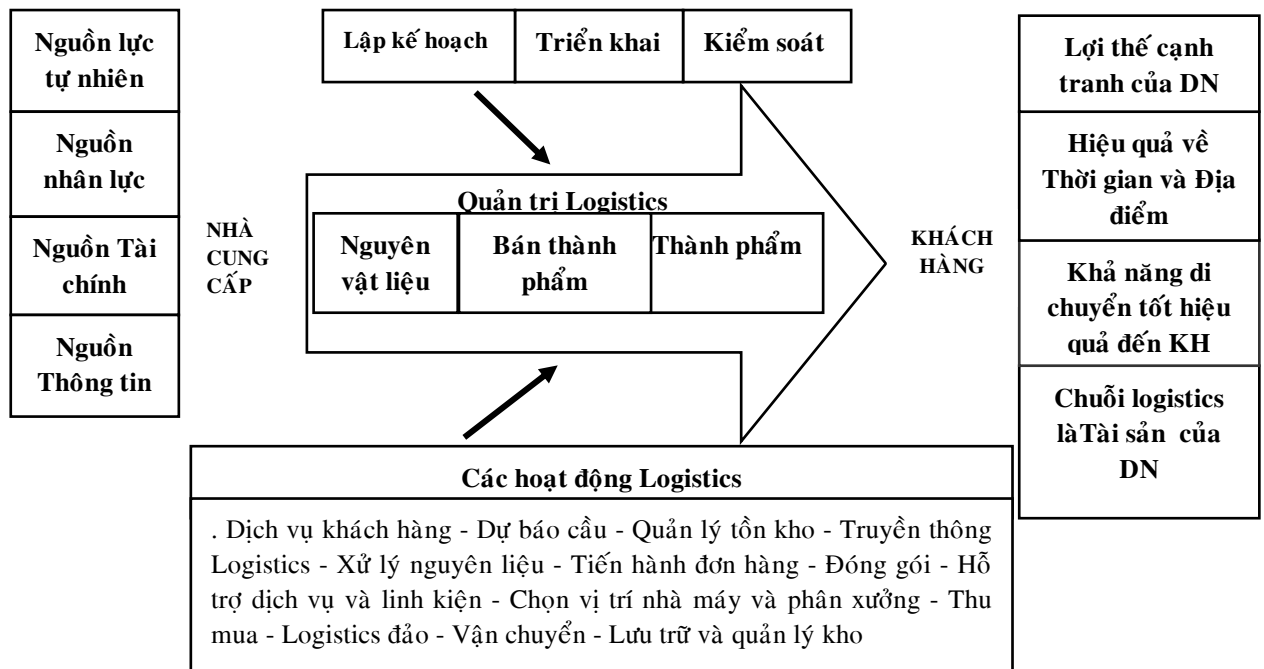 Nguồn lực
tự nhiên
Nguồn
nhân lực
Nguồn Tài
chính
Nguồn
Thông tin
NHÀ
CUNG
CẤP
Lập kế hoạch
Triển khai
Kiểm soát
Quản trị Logistics
Nguyên
vật liệu
Bán thành
phẩm
Thành phẩm
KHÁCH
HÀNG
Lợi thế cạnh
tranh của DN
Hiệu quả về
Thời gian và Địa
điểm
Khả năng di
chuyển tốt hiệu
quả đến KH
Chuỗi logistics
làTài sản của
DN
Các hoạt động Logistics
. Dịch vụ khách hàng - Dự báo cầu - Quản lý tồn kho - Truyền thông
Logistics - Xử lý nguyên liệu - Tiến hành đơn hàng - Đóng gói - Hỗ
trợ dịch vụ và linh kiện - Chọn vị trí nhà máy và phân xưởng - Thu
mua - Logistics đảo - Vận chuyển - Lưu trữ và quản lý kho